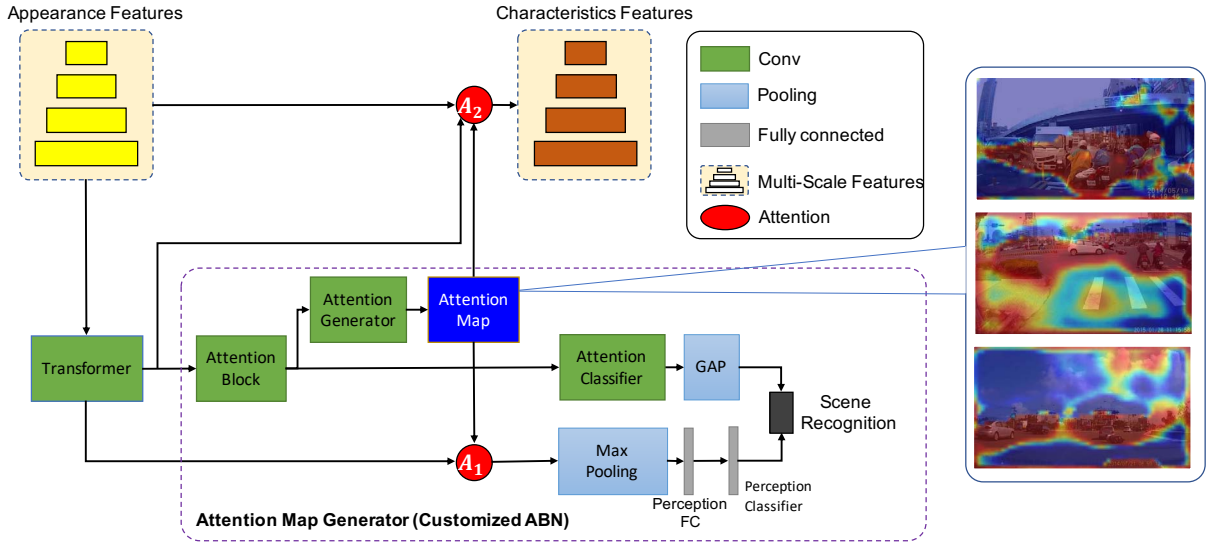 Appearance Features
Characteristics Features
A2
Conv
Pooling
Fully connected
Multi-Scale Features
Attention
Attention
Generator
Attention
Map
Transformer
Attention
Block
Attention
Classifier
GAP
Scene
Recognition
A1
Max
Pooling
Perception
FC
Perception
Classifier
Attention Map Generator (Customized ABN)